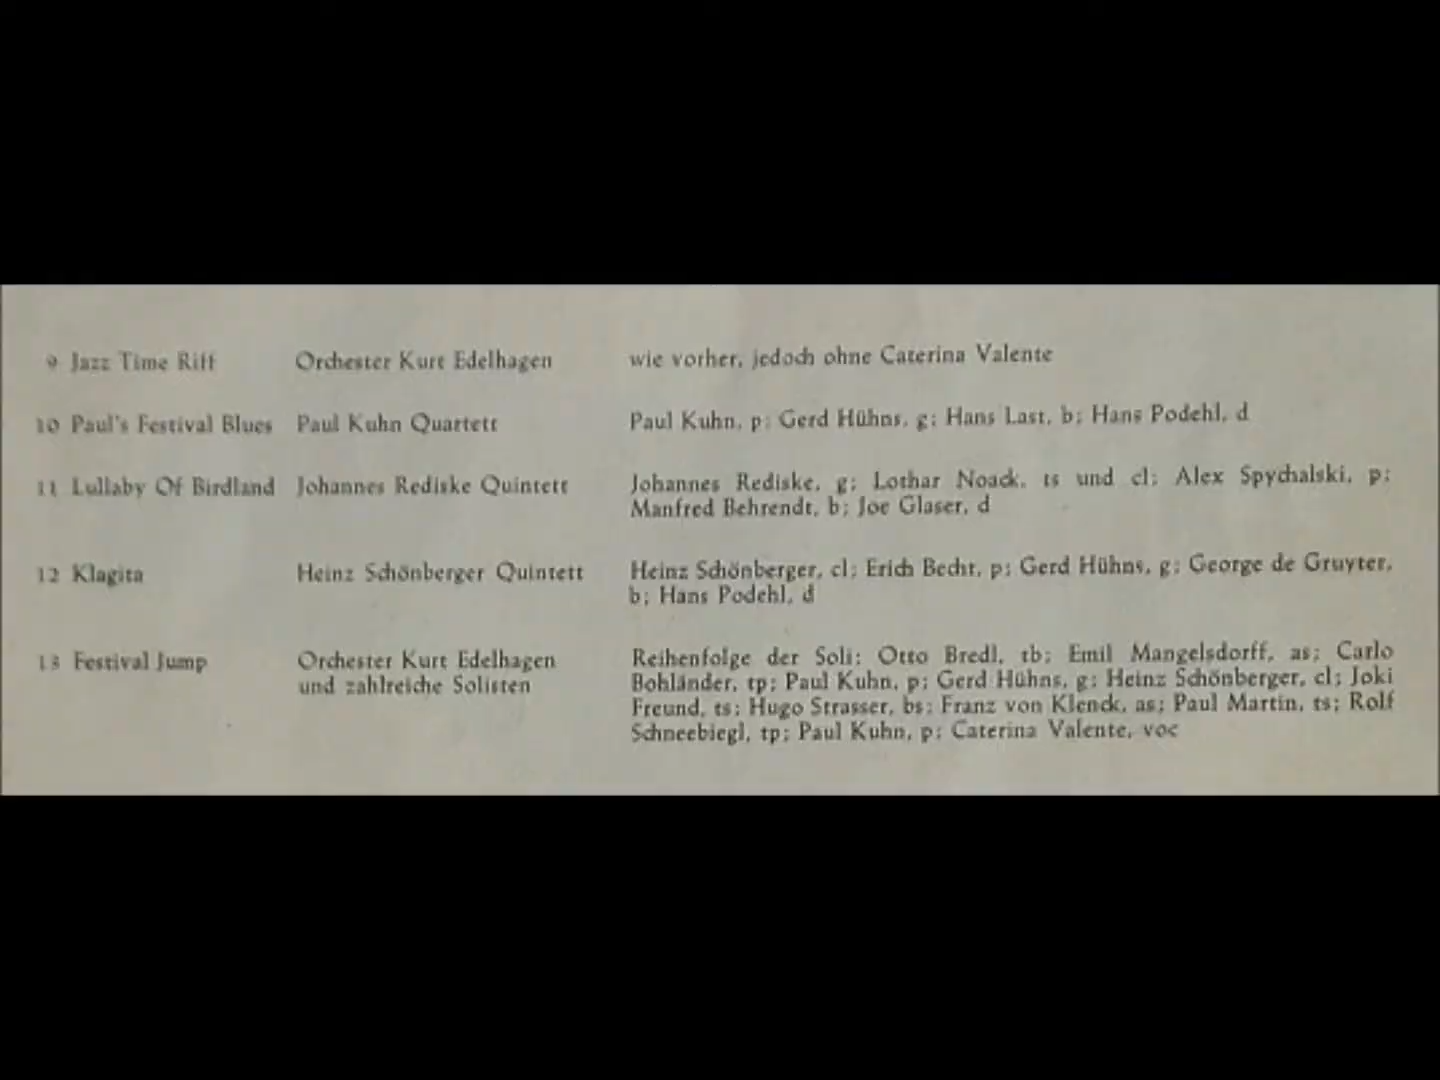 9 Jazz Time Riff Orchester Kurt Edelhagen wie vorher, jedoch ohne Caterina Valente
10 Paul's Festival Blues Paul Kuhn Quartett Paul Kuhn, p; Gerd Hühns, g; Hans Last, b; Hans Podehl, d
11 Lullaby Of Birdland Johannes Rediske Quintett Johannes Rediske, g; Lothar Noack, ts und cl; Alex Spychalski, p;
Manfred Behrendt, b; Joe Glaser, d
12 Klagita Heinz Schönberger Quintett Heinz Schönberger, cl; Erich Becht, p; Gerd Hühns, g; George de Gruyter,
b; Hans Podehl, d
13 Festival Jump Orchester Kurt Edelhagen Reihenfolge der Soli: Otto Bredl, tb; Emil Mangelsdorff, as; Carlo
und zahlreiche Solisten Bohländer, tp; Paul Kuhn, p; Gerd Hühns, g; Heinz Schönberger, cl; Joki
Freund, ts; Hugo Strasser, bs; Franz von Klenck, as; Paul Martin, ts; Rolf
Schneebiegl, tp; Paul Kuhn, p; Caterina Valente, voc